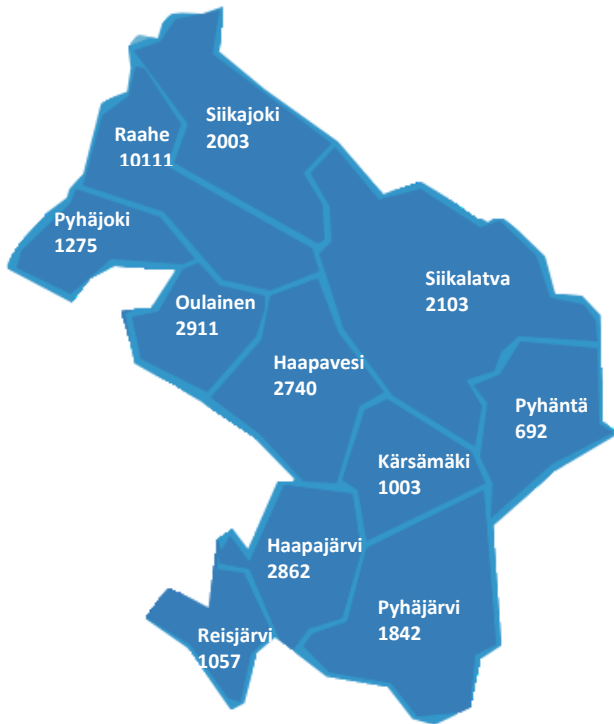 Siikajoki
2003
Raahe
10111
Pyhäjoki
1275
Siikalatva
2103
Oulainen
2911
Haapavesi
2740
Pyhäntä
692
Kärsämäki
1003
Haapajärvi
2862
Pyhäjärvi
1842
Reisjärvi
1057